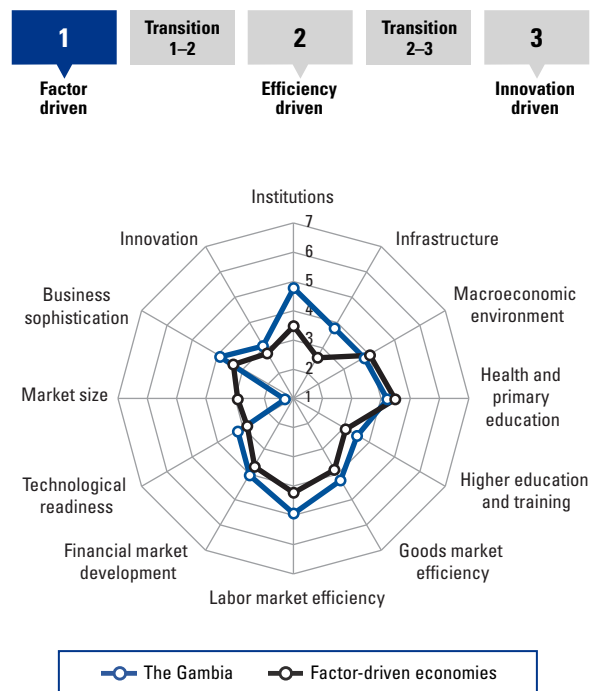 1
Transition
1–2
2
Transition
2–3
3
Factor
driven
Efficiency
driven
Innovation
driven
Institutions
7
Innovation
Infrastructure
6
5
Business
sophistication
Macroeconomic
environment
4
3
2
Market size
1
Health and
primary
education
Technological
readiness
Higher education
and training
Financial market
development
Goods market
efficiency
Labor market efficiency
The Gambia
Factor-driven economies